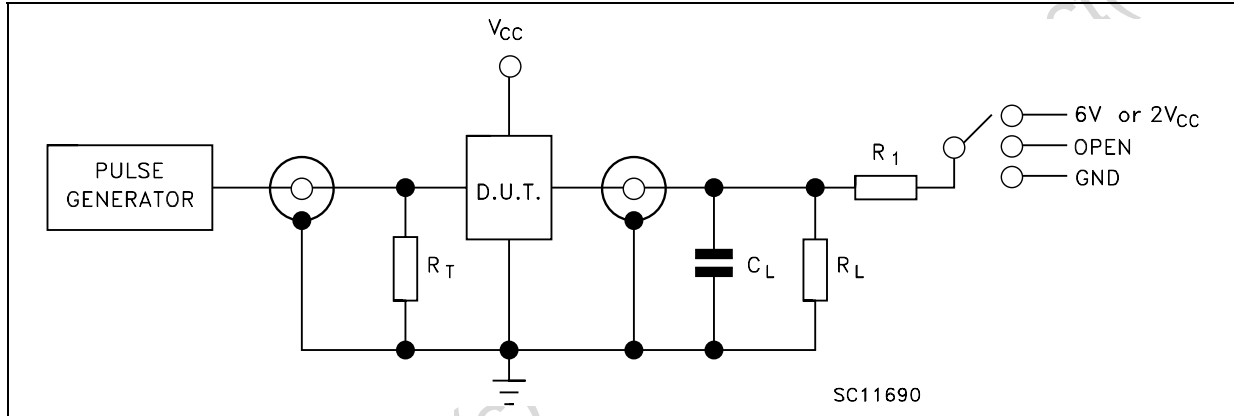 VCC
PULSE
GENERATOR
D.U.T.
RT
CL
RL
R1
6V or 2VCC
OPEN
GND
SC11690